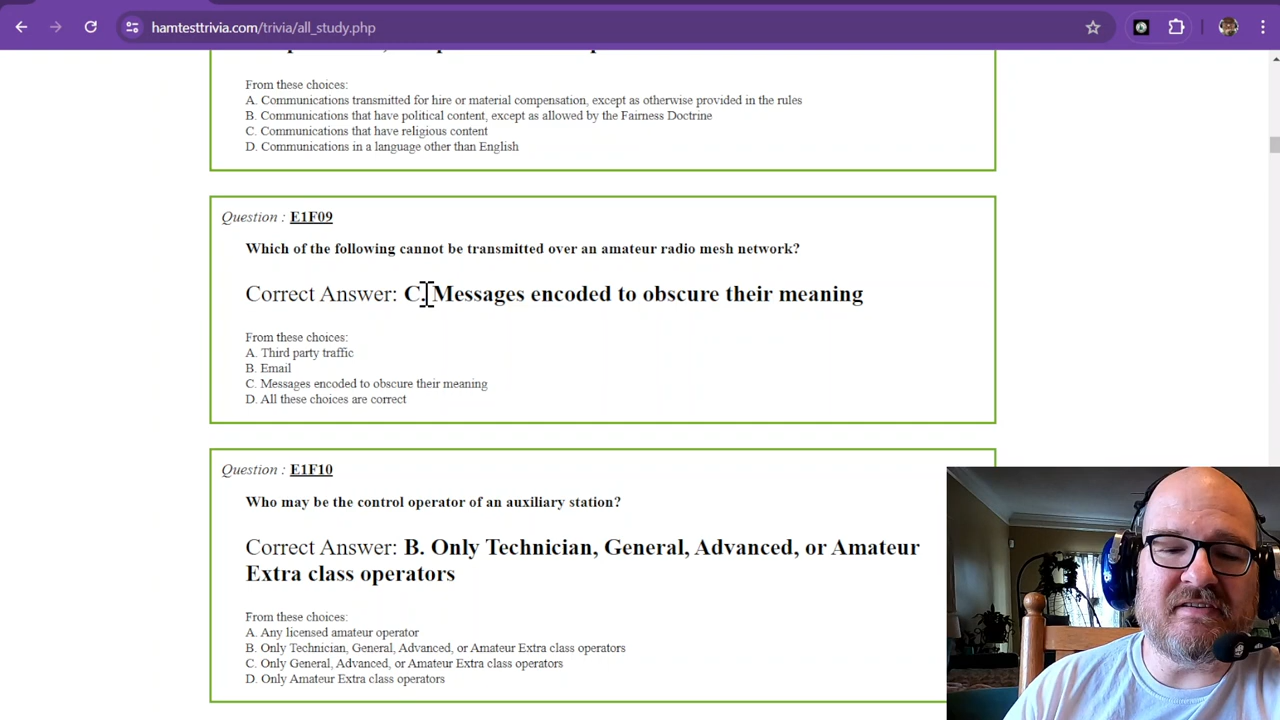 hamtesttrivia.com/trivia/all_study.php
From these choices:
A. Communications transmitted for hire or material compensation, except as otherwise provided in the rules
B. Communications that have political content, except as allowed by the Fairness Doctrine
C. Communications that have religious content
D. Communications in a language other than English
Question : E1F09
Which of the following cannot be transmitted over an amateur radio mesh network?
Correct Answer: C. Messages encoded to obscure their meaning
From these choices:
A. Third party traffic
B. Email
C. Messages encoded to obscure their meaning
D. All these choices are correct
Question : E1F10
Who may be the control operator of an auxiliary station?
Correct Answer: B. Only Technician, General, Advanced, or Amateur
Extra class operators
From these choices:
A. Any licensed amateur operator
B. Only Technician, General, Advanced, or Amateur Extra class operators
C. Only General, Advanced, or Amateur Extra class operators
D. Only Amateur Extra class operators